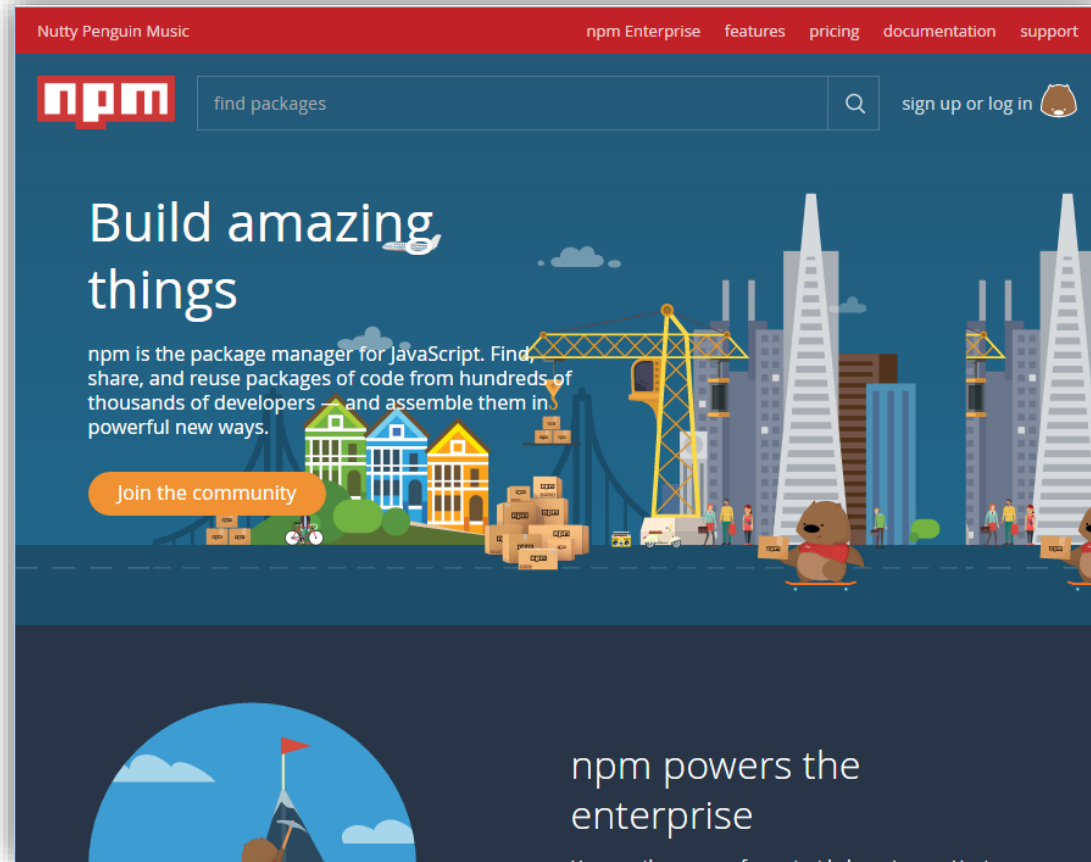 Nutty Penguin Music
npm Enterprise features pricing documentation support
npm
find packages
sign up or log in
Build amazing
things
npm is the package manager for JavaScript. Find,
share, and reuse packages of code from hundreds of
thousands of developers — and assemble them in
powerful new ways.
Join the community
npm powers the
enterprise